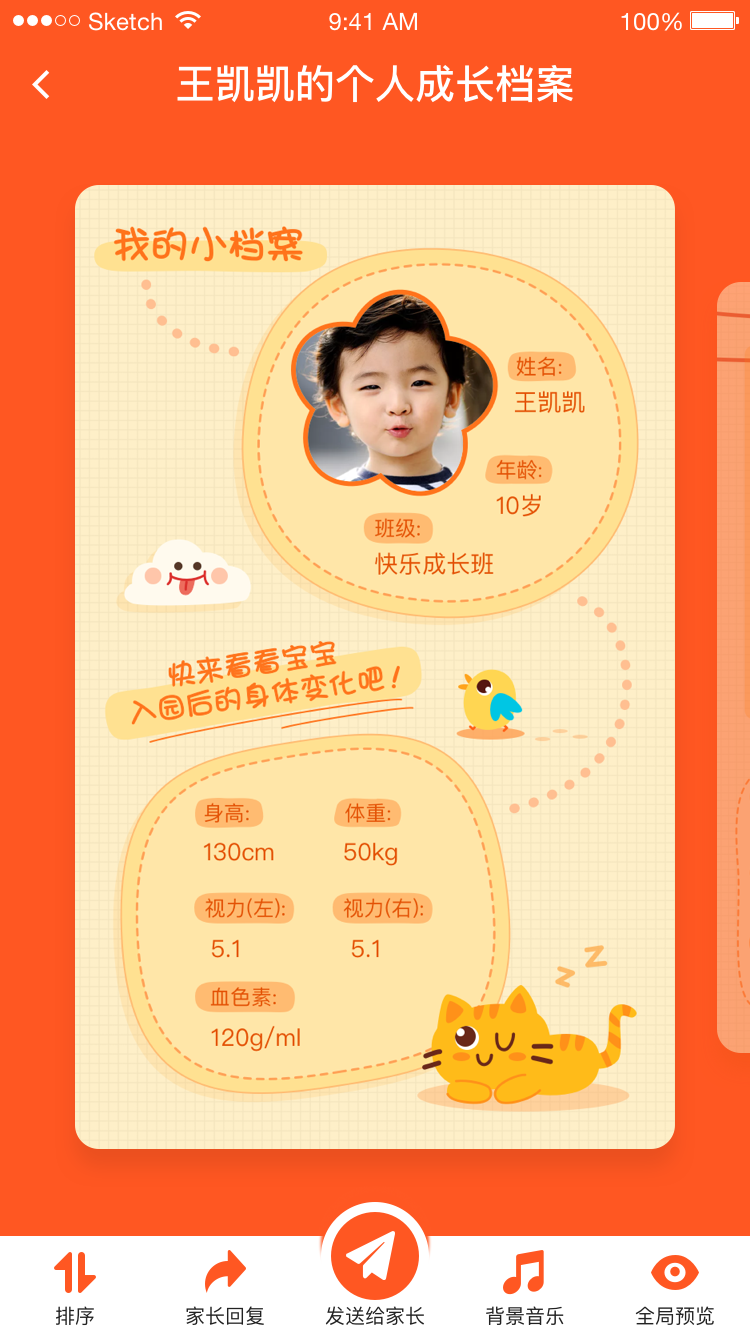 Sketch 9:41 AM 100%
王凯凯的个人成长档案
我的小档案
姓名:
王凯凯
年龄:
10岁
班级:
快乐成长班
快来看看宝宝
入园后的身体变化吧!
身高: 体重:
130cm 50kg
视力(左): 视力(右):
5.1 5.1
血色素:
120g/ml
z z
排序 家长回复 发送给家长 背景音乐 全局预览